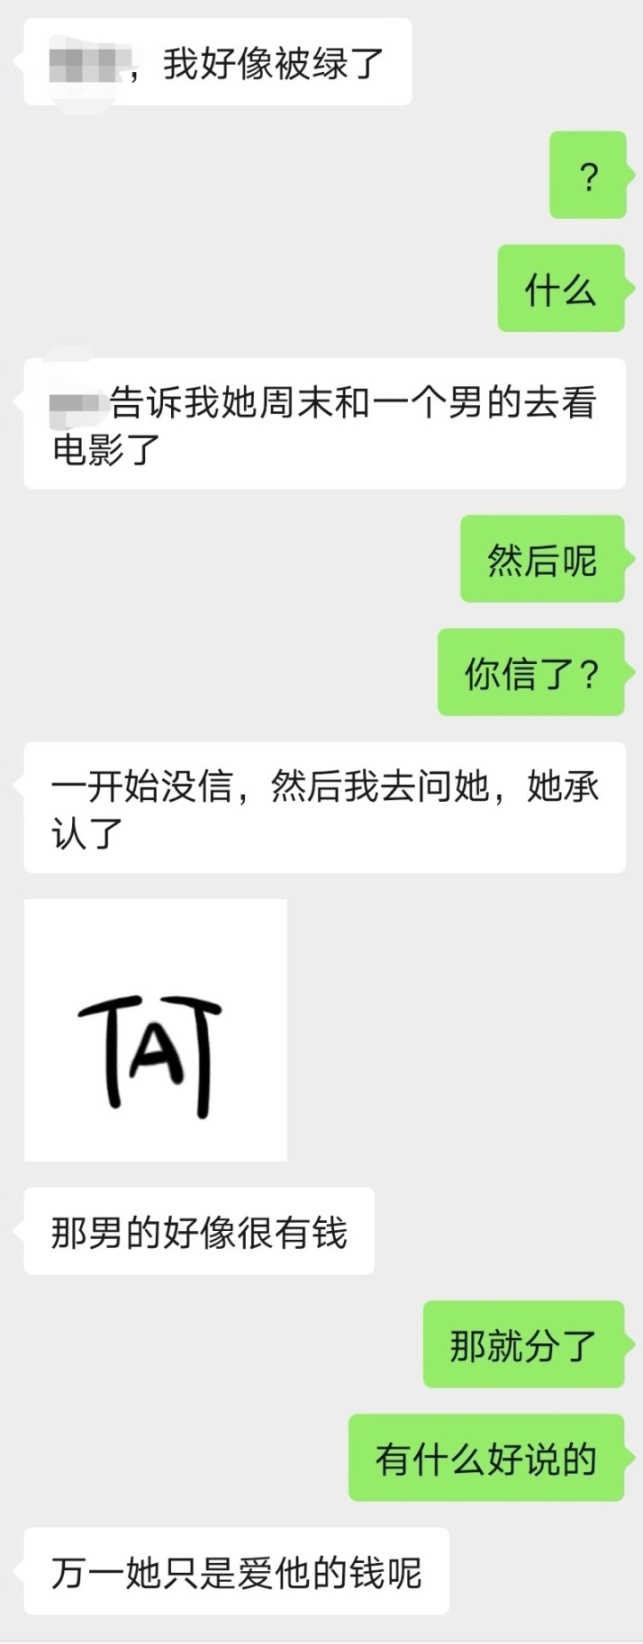 ，我好像被绿了
?
什么
告诉我她周末和一个男的去看
电影了
然后呢
你信了?
一开始没信，然后我去问她，她承
认了
TAT
那男的好像很有钱
那就分了
有什么好说的
万一她只是爱他的钱呢